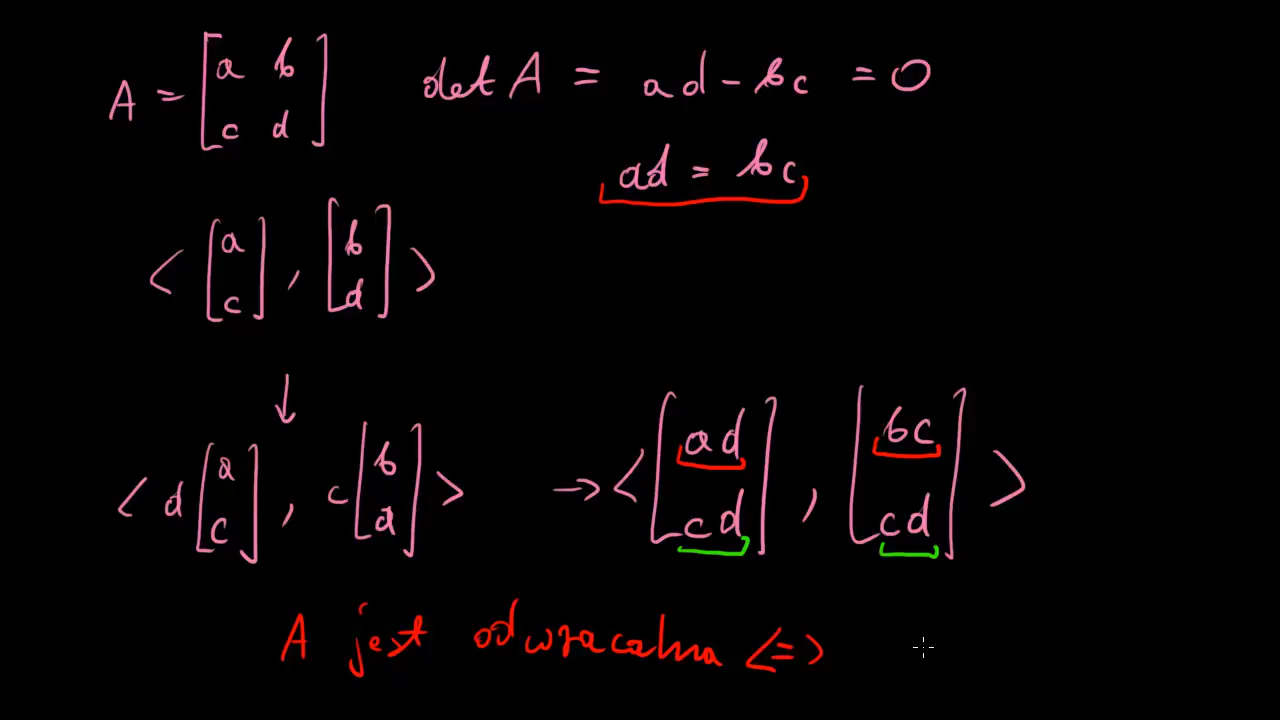 A = [a b; c d] det A = ad - bc = 0
ad = bc
< [a; c], [b; d] >
↓
< d [a; c], c [b; d] > → < [ad; cd], [bc; cd] >
A jest odwracalna <=>